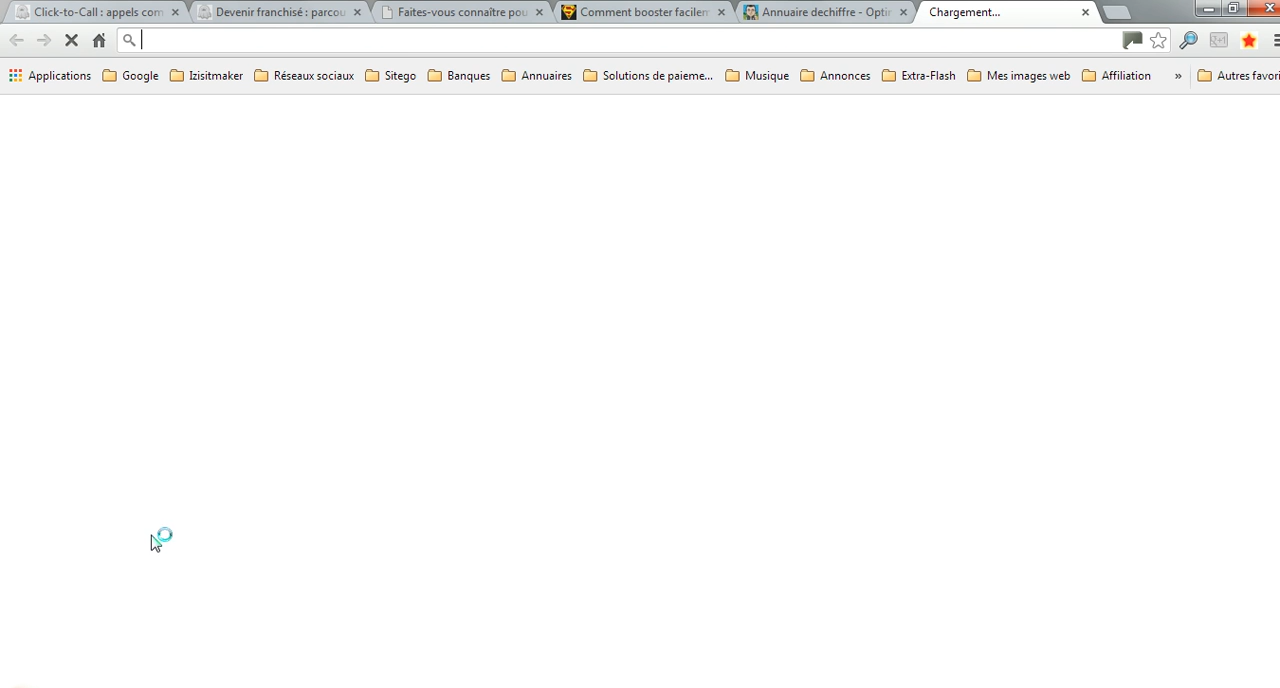 Click-to-Call : appels com
Devenir franchisé : parcou
Faites-vous connaître pou
Comment booster facilem
Annuaire dechiffre - Optir
Chargement...
Applications
Google
Izisitmaker
Réseaux sociaux
Sitego
Banques
Annuaires
Solutions de paieme...
Musique
Annonces
Extra-Flash
Mes images web
Affiliation
»
Autres favori